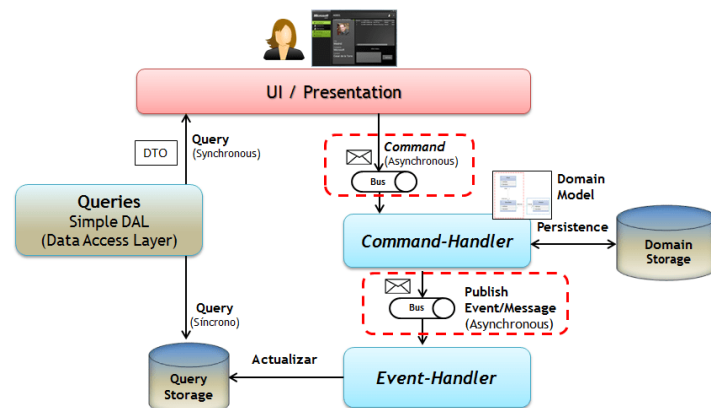 UI / Presentation
DTO
Query
(Synchronous)
Command
(Asynchronous)
Bus
Queries
Simple DAL
(Data Access Layer)
Domain
Model
Command-Handler
Persistence
Domain
Storage
Query
(Síncrono)
Bus
Publish
Event/Message
(Asynchronous)
Query
Storage
Actualizar
Event-Handler